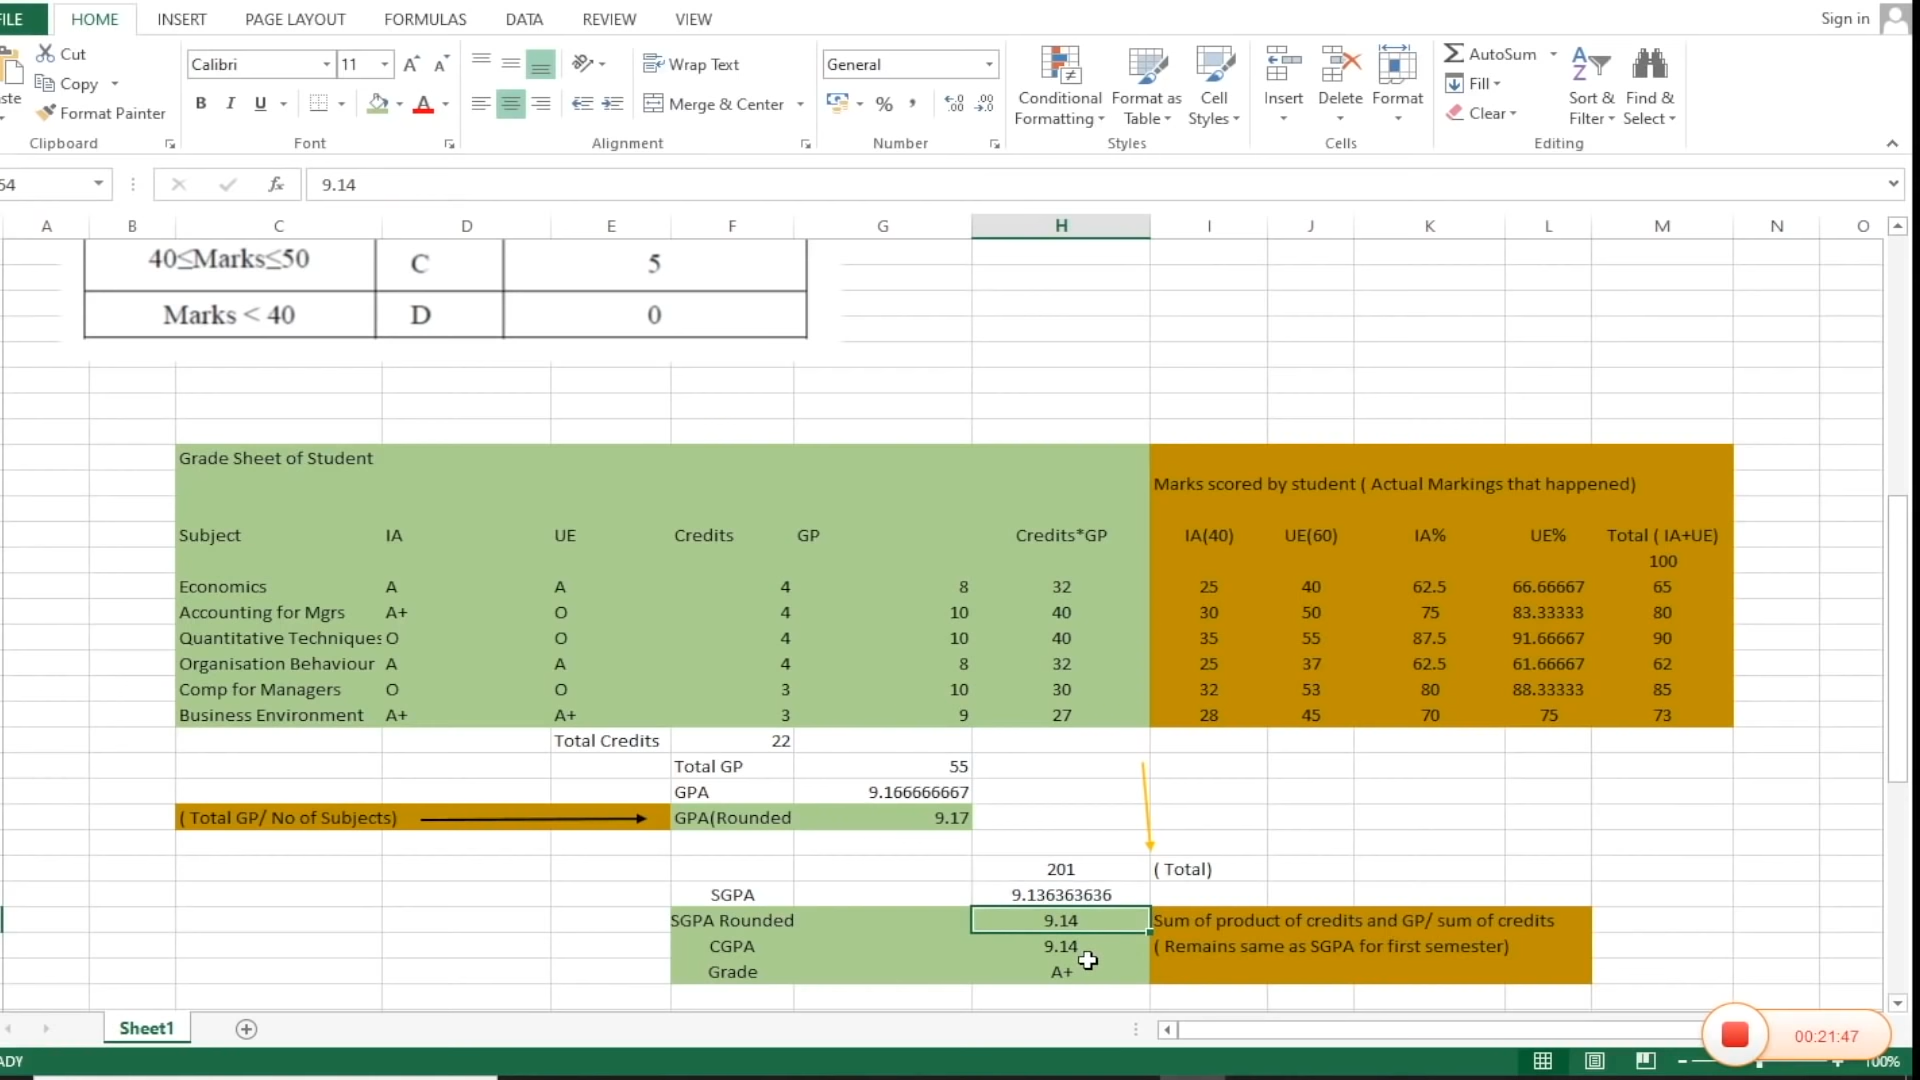 FILE HOME INSERT PAGE LAYOUT FORMULAS DATA REVIEW VIEW Sign in
Cut
Copy
Format Painter
Clipboard
Calibri 11
B I U
Font
Wrap Text
Merge & Center
Alignment
General
%
Number
Conditional Formatting
Format as Table
Cell Styles
Styles
Insert
Delete
Format
Cells
AutoSum
Fill
Clear
Sort & Filter
Find & Select
Editing
54 fx 9.14
A B C D E F G H I J K L M N O
40≤Marks≤50 C 5
Marks < 40 D 0
Grade Sheet of Student
Marks scored by student ( Actual Markings that happened)
Subject IA UE Credits GP Credits*GP IA(40) UE(60) IA% UE% Total ( IA+UE)
100
Economics A A 4 8 32 25 40 62.5 66.66667 65
Accounting for Mgrs A+ O 4 10 40 30 50 75 83.33333 80
Quantitative Techniques O O 4 10 40 35 55 87.5 91.66667 90
Organisation Behaviour A A 4 8 32 25 37 62.5 61.66667 62
Comp for Managers O O 3 10 30 32 53 80 88.33333 85
Business Environment A+ A+ 3 9 27 28 45 70 75 73
Total Credits 22
Total GP 55
GPA 9.166666667
( Total GP/ No of Subjects) GPA(Rounded 9.17
201 ( Total)
SGPA 9.136363636
SGPA Rounded 9.14 Sum of product of credits and GP/ sum of credits
CGPA 9.14 ( Remains same as SGPA for first semester)
Grade A+
Sheet1
00:21:47
100%